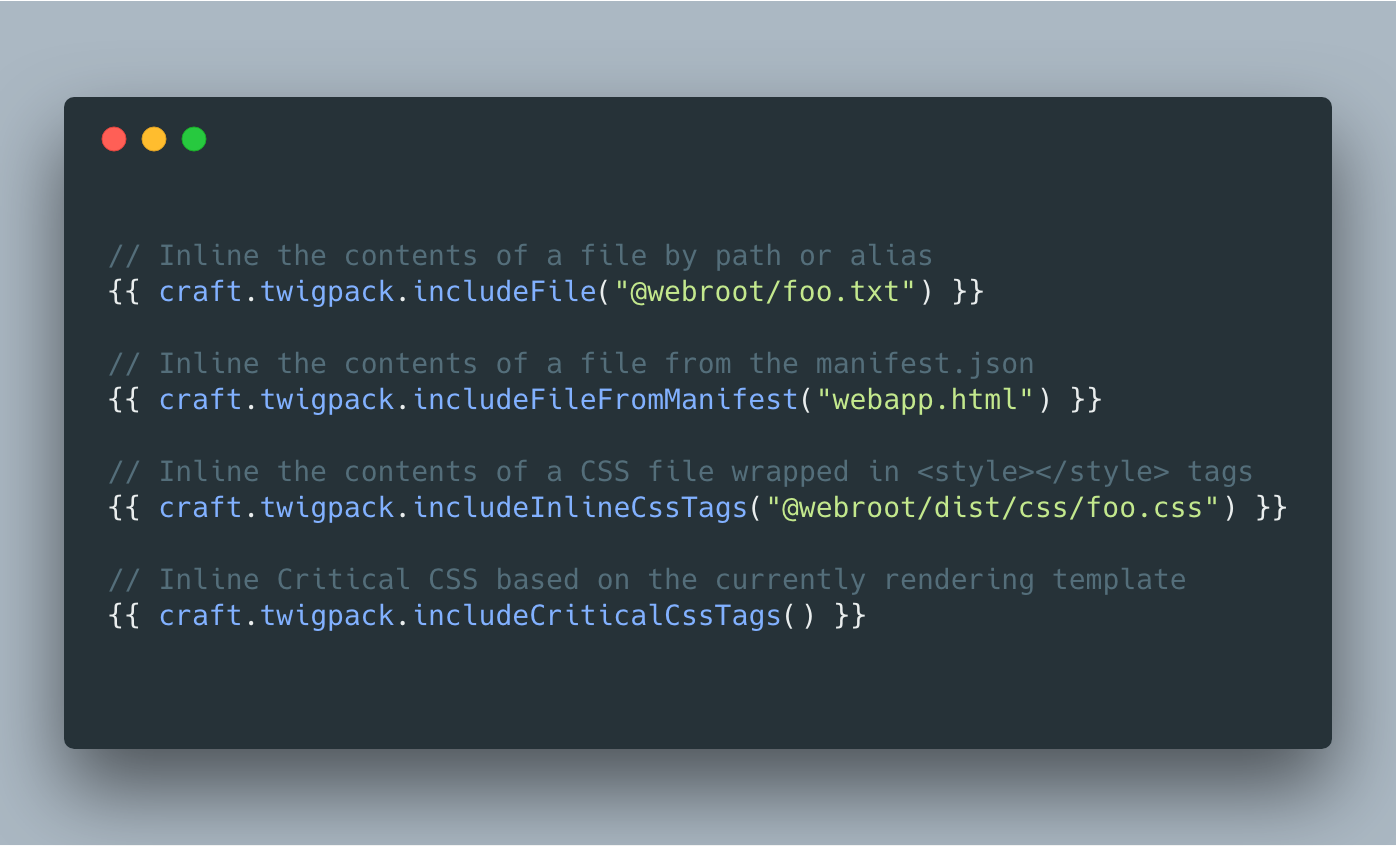 // Inline the contents of a file by path or alias
{{ craft.twigpack.includeFile("@webroot/foo.txt") }}
// Inline the contents of a file from the manifest.json
{{ craft.twigpack.includeFileFromManifest("webapp.html") }}
// Inline the contents of a CSS file wrapped in <style></style> tags
{{ craft.twigpack.includeInlineCssTags("@webroot/dist/css/foo.css") }}
// Inline Critical CSS based on the currently rendering template
{{ craft.twigpack.includeCriticalCssTags() }}